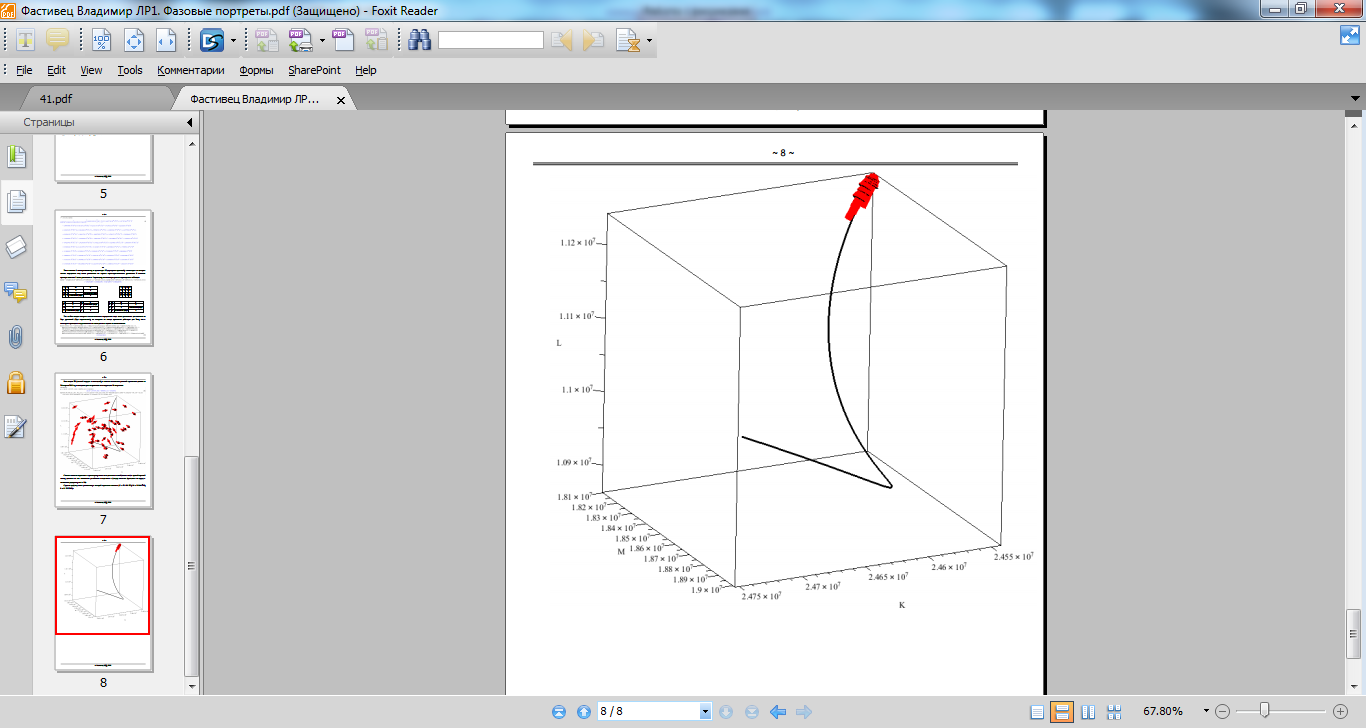 Фастивец Владимир ЛР1. Фазовые портреты.pdf (Защищено) - Foxit Reader
File Edit View Tools Комментарии Формы SharePoint Help
41.pdf
Фастивец Владимир ЛР...
Страницы
5
6
7
8
~ 8 ~
1.12 × 10⁷
1.11 × 10⁷
L
1.1 × 10⁷
1.09 × 10⁷
1.81 × 10⁷
1.82 × 10⁷
1.83 × 10⁷
1.84 × 10⁷
1.85 × 10⁷
M
1.86 × 10⁷
1.87 × 10⁷
1.88 × 10⁷
1.89 × 10⁷
1.9 × 10⁷
2.475 × 10⁷
2.47 × 10⁷
2.465 × 10⁷
2.46 × 10⁷
2.455 × 10⁷
K
8 / 8
67.80%